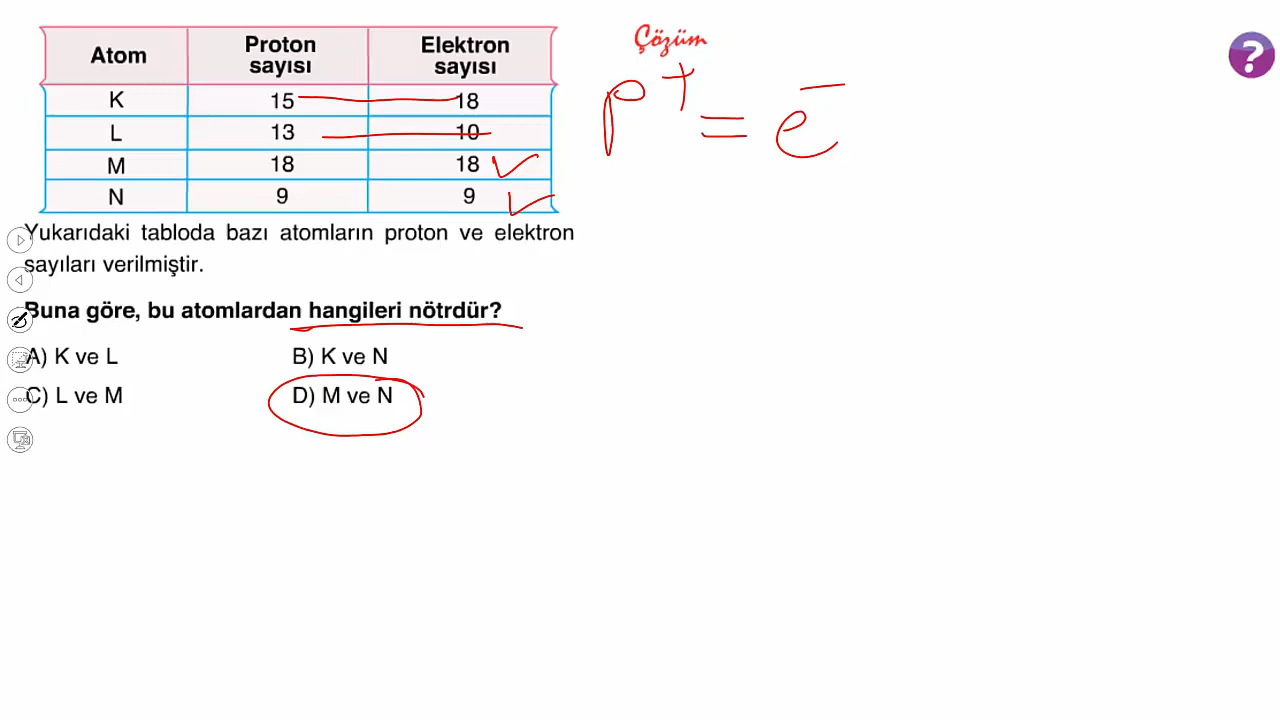 Atom Proton sayısı Elektron sayısı
K 15 18
L 13 10
M 18 18
N 9 9
Yukarıdaki tabloda bazı atomların proton ve elektron
sayıları verilmiştir.
Buna göre, bu atomlardan hangileri nötrdür?
A) K ve L B) K ve N
C) L ve M D) M ve N
Çözüm
p⁺ = e⁻
?